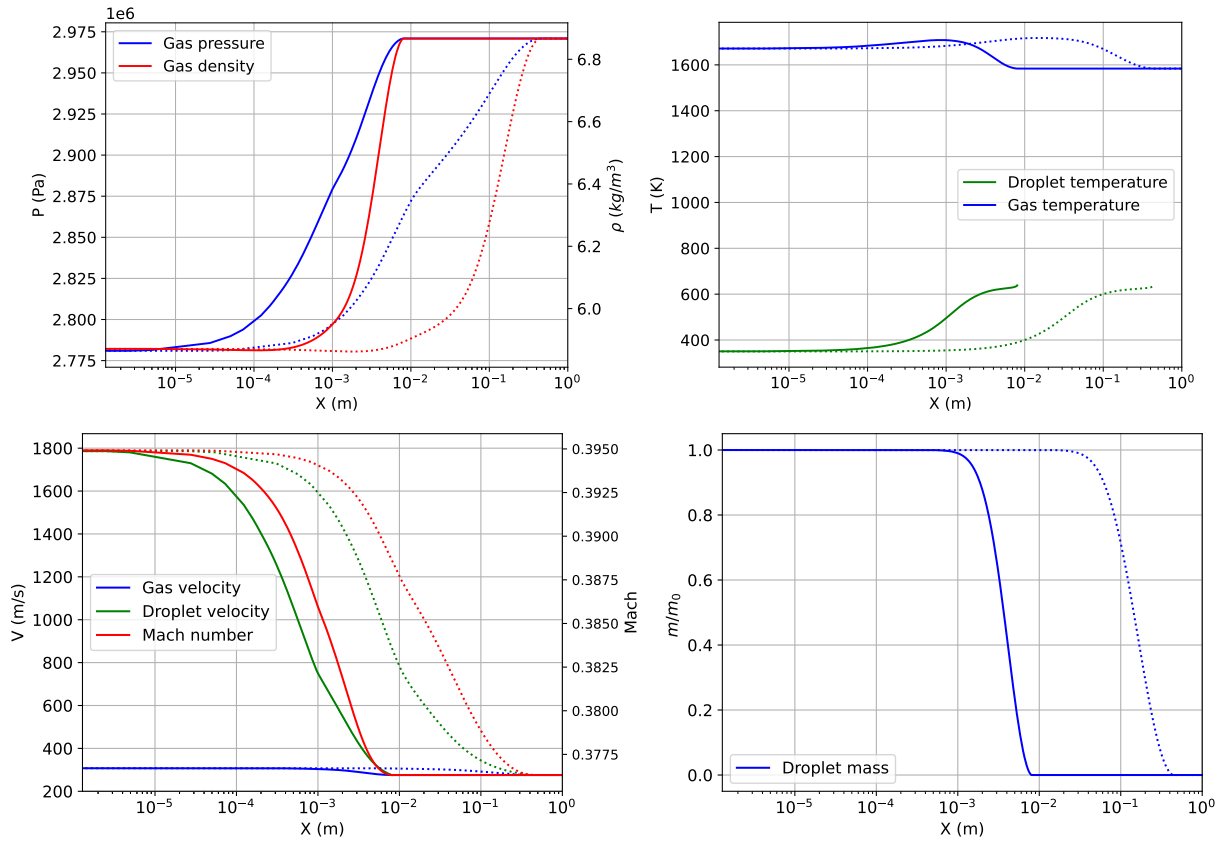 1e6
2.975
2.950
2.925
2.900
2.875
2.850
2.825
2.800
2.775
P (Pa)
Gas pressure
Gas density
6.8
6.6
6.4
6.2
6.0
ρ (kg/m³)
10⁻⁵ 10⁻⁴ 10⁻³ 10⁻² 10⁻¹ 10⁰
X (m)
1600
1400
1200
1000
800
600
400
T (K)
Droplet temperature
Gas temperature
10⁻⁵ 10⁻⁴ 10⁻³ 10⁻² 10⁻¹ 10⁰
X (m)
1800
1600
1400
1200
1000
800
600
400
200
V (m/s)
Gas velocity
Droplet velocity
Mach number
0.3950
0.3925
0.3900
0.3875
0.3850
0.3825
0.3800
0.3775
Mach
10⁻⁵ 10⁻⁴ 10⁻³ 10⁻² 10⁻¹ 10⁰
X (m)
1.0
0.8
0.6
0.4
0.2
0.0
m/m₀
Droplet mass
10⁻⁵ 10⁻⁴ 10⁻³ 10⁻² 10⁻¹ 10⁰
X (m)